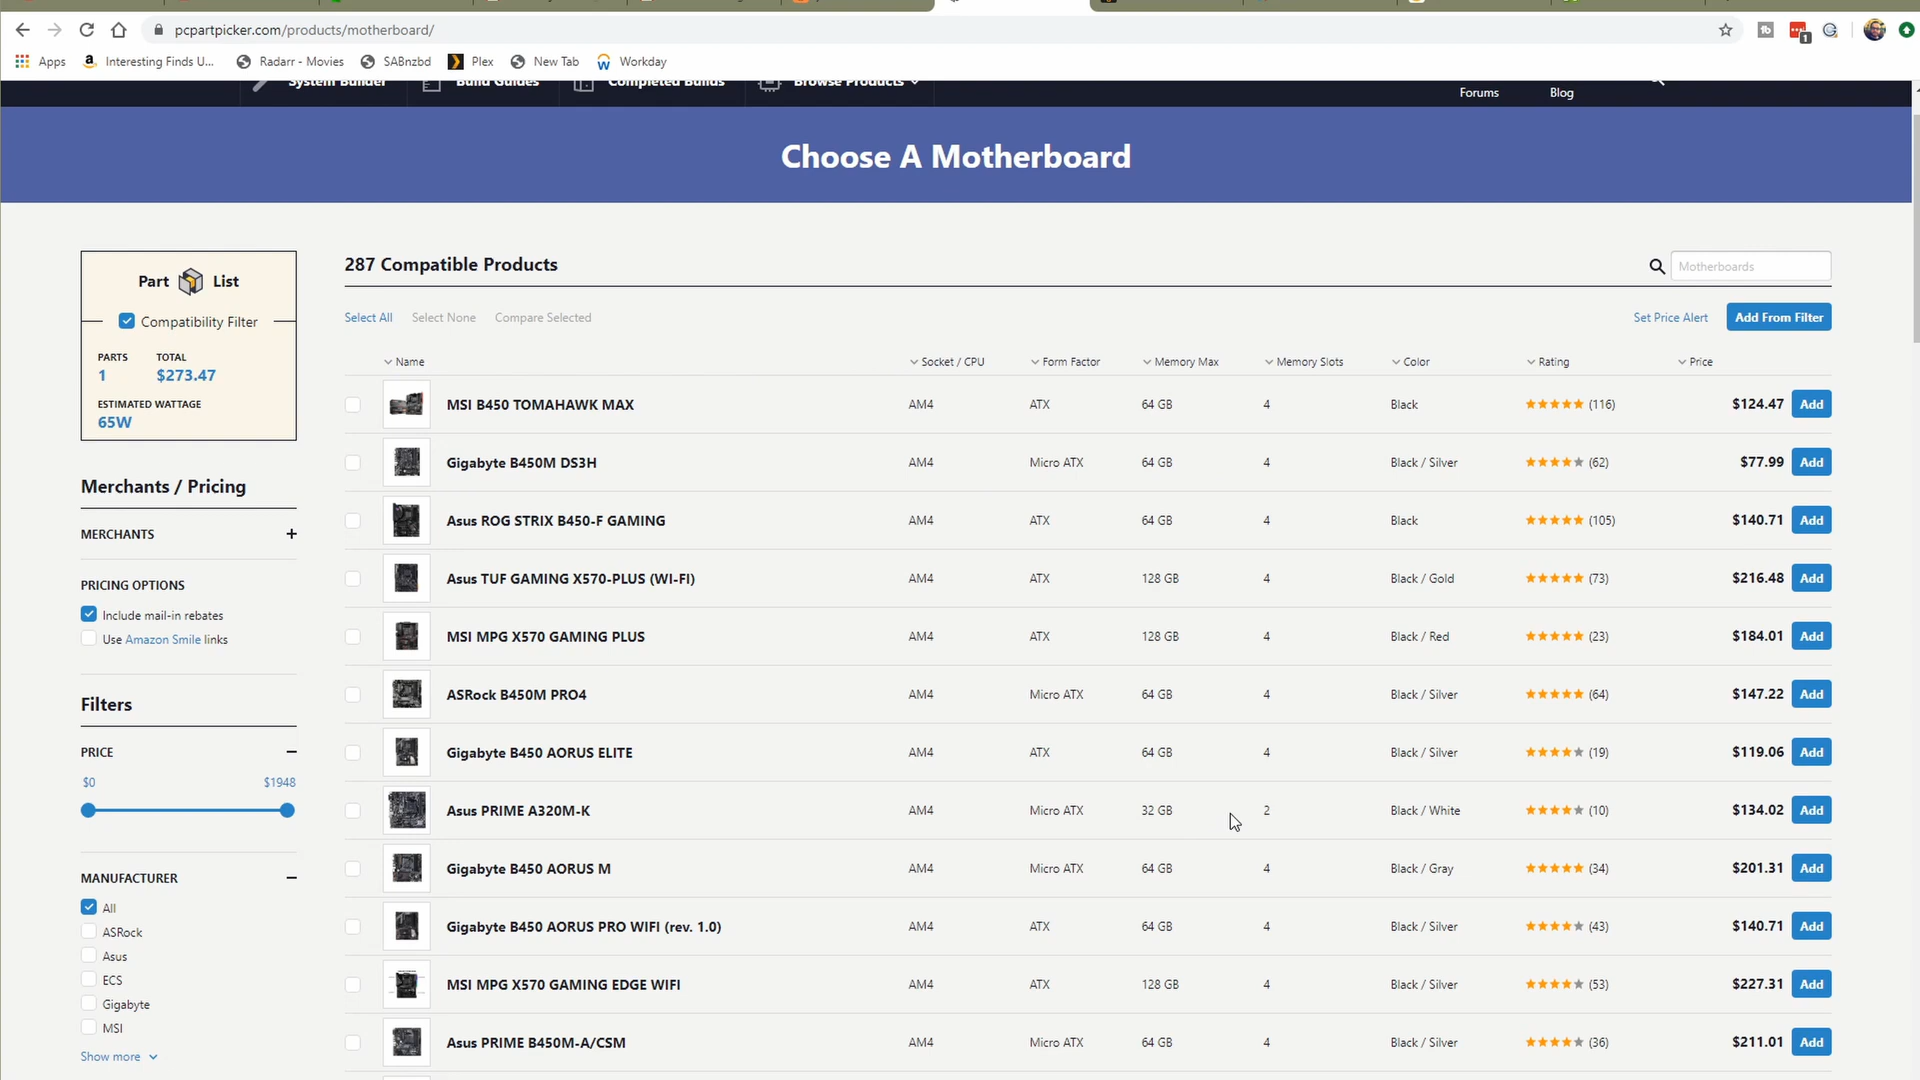 pcpartpicker.com/products/motherboard/
1
Apps Interesting Finds U... Radarr - Movies SABnzbd Plex New Tab Workday
System Builder Build Guides Completed Builds Browse Products
Forums Blog
Choose A Motherboard
Part List
Compatibility Filter
PARTS TOTAL
1 $273.47
ESTIMATED WATTAGE
65W
287 Compatible Products
Motherboards
Select All Select None Compare Selected Set Price Alert Add From Filter
Name Socket / CPU Form Factor Memory Max Memory Slots Color Rating Price
MSI B450 TOMAHAWK MAX AM4 ATX 64 GB 4 Black (116) $124.47 Add
Gigabyte B450M DS3H AM4 Micro ATX 64 GB 4 Black / Silver (62) $77.99 Add
Asus ROG STRIX B450-F GAMING AM4 ATX 64 GB 4 Black (105) $140.71 Add
Asus TUF GAMING X570-PLUS (WI-FI) AM4 ATX 128 GB 4 Black / Gold (73) $216.48 Add
MSI MPG X570 GAMING PLUS AM4 ATX 128 GB 4 Black / Red (23) $184.01 Add
ASRock B450M PRO4 AM4 Micro ATX 64 GB 4 Black / Silver (64) $147.22 Add
Gigabyte B450 AORUS ELITE AM4 ATX 64 GB 4 Black / Silver (19) $119.06 Add
Asus PRIME A320M-K AM4 Micro ATX 32 GB 2 Black / White (10) $134.02 Add
Gigabyte B450 AORUS M AM4 Micro ATX 64 GB 4 Black / Gray (34) $201.31 Add
Gigabyte B450 AORUS PRO WIFI (rev. 1.0) AM4 ATX 64 GB 4 Black / Silver (43) $140.71 Add
MSI MPG X570 GAMING EDGE WIFI AM4 ATX 128 GB 4 Black / Silver (53) $227.31 Add
Asus PRIME B450M-A/CSM AM4 Micro ATX 64 GB 4 Black / Silver (36) $211.01 Add
Merchants / Pricing
MERCHANTS +
PRICING OPTIONS
Include mail-in rebates
Use Amazon Smile links
Filters
PRICE
$0 $1948
MANUFACTURER
All
ASRock
Asus
ECS
Gigabyte
MSI
Show more